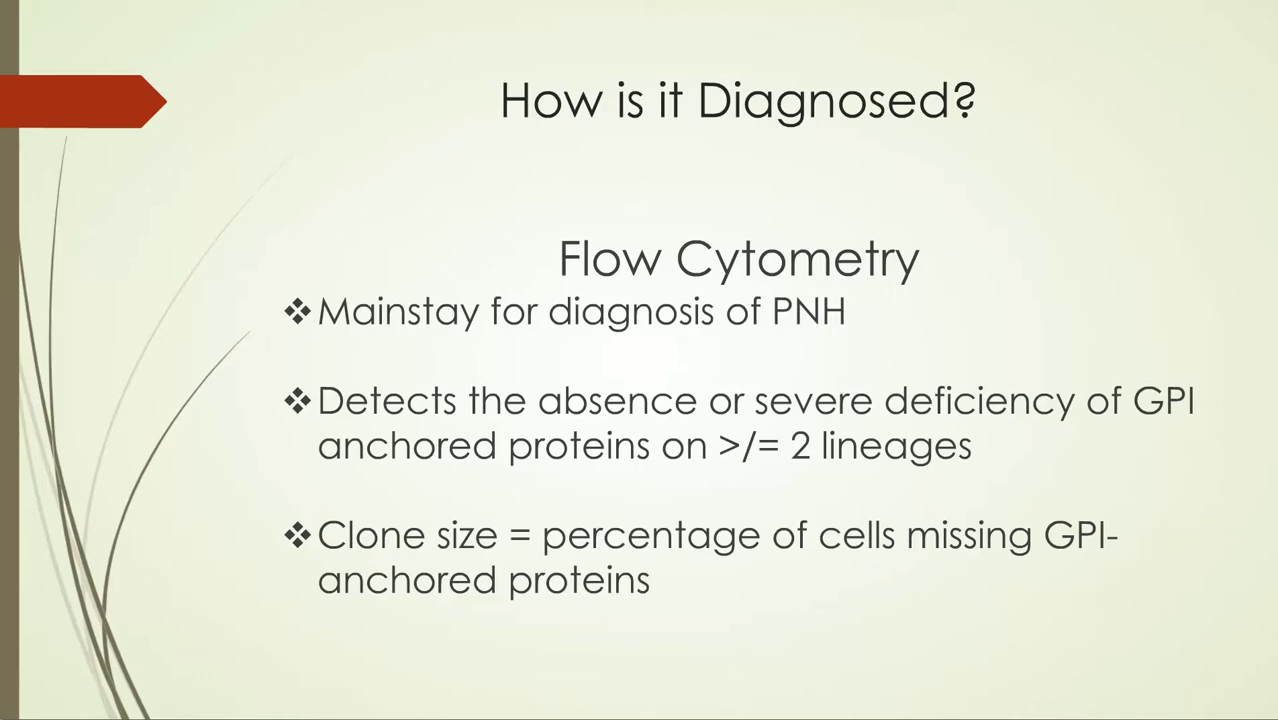 How is it Diagnosed?
Flow Cytometry
❖Mainstay for diagnosis of PNH
❖Detects the absence or severe deficiency of GPI
anchored proteins on >/= 2 lineages
❖Clone size = percentage of cells missing GPI-
anchored proteins